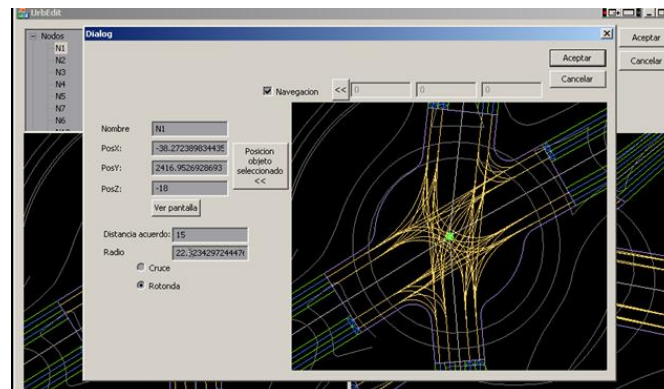 UrbEdit
Nodos
N1
N2
N3
N4
N5
N7
N6
Aceptar
Cancelar
Dialog
Aceptar
Cancelar
Navegacion
<<
0
0
0
Nombre
N1
PosX:
-38.272389834435
PosY:
2416.9526928693
PosZ:
-18
Posicion
objeto
seleccionado
<<
Ver pantalla
Distancia acuerdo:
15
Radio
Cruce
Rotonda